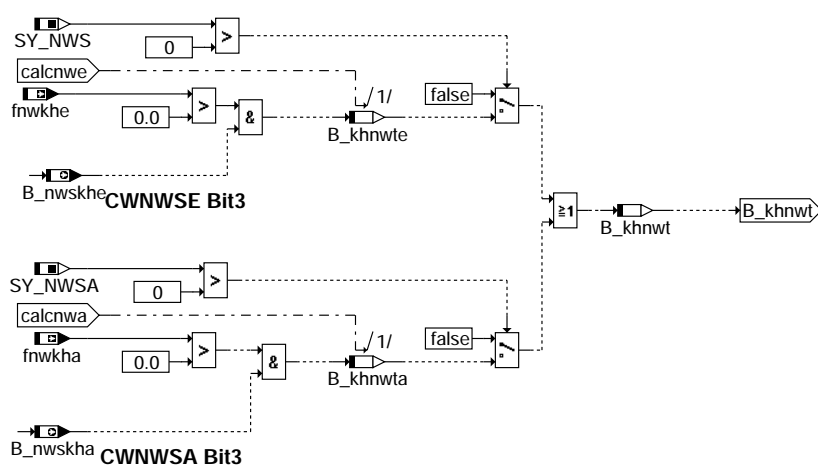 SY_NWS
>
0
calcnwe
fnwkhe
>
0.0
&
/1/
B_khnwte
false
B_nwskhe
CWNWSE Bit3
≧1
B_khnwt
B_khnwt
SY_NWSA
>
0
calcnwa
fnwkha
>
0.0
&
/1/
B_khnwta
false
B_nwskha
CWNWSA Bit3